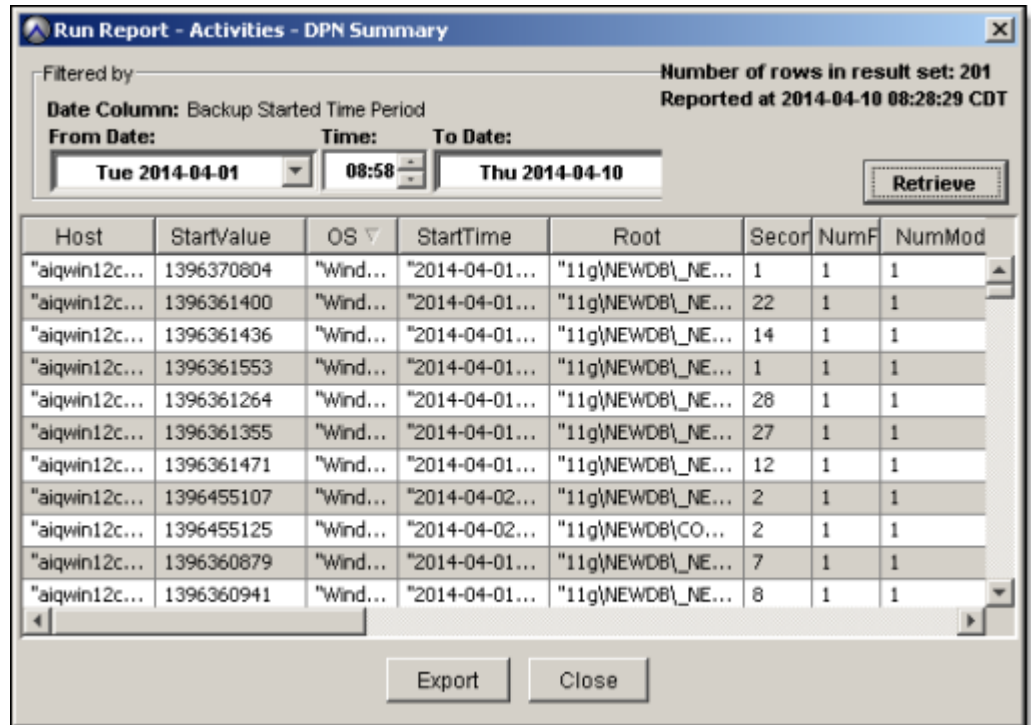 Run Report - Activities - DPN Summary
Filtered by
Number of rows in result set: 201
Reported at 2014-04-10 08:28:29 CDT
Date Column: Backup Started Time Period
From Date: Time: To Date:
Tue 2014-04-01 08:58 Thu 2014-04-10
Retrieve
Host StartValue OS StartTime Root Secor NumF NumMod
"aiqwin12c... 1396370804 "Wind... "2014-04-01... "11g\NEWDB\_NE... 1 1 1
"aiqwin12c... 1396361400 "Wind... "2014-04-01... "11g\NEWDB\_NE... 22 1 1
"aiqwin12c... 1396361436 "Wind... "2014-04-01... "11g\NEWDB\_NE... 14 1 1
"aiqwin12c... 1396361553 "Wind... "2014-04-01... "11g\NEWDB\_NE... 1 1 1
"aiqwin12c... 1396361264 "Wind... "2014-04-01... "11g\NEWDB\_NE... 28 1 1
"aiqwin12c... 1396361355 "Wind... "2014-04-01... "11g\NEWDB\_NE... 27 1 1
"aiqwin12c... 1396361471 "Wind... "2014-04-01... "11g\NEWDB\_NE... 12 1 1
"aiqwin12c... 1396455107 "Wind... "2014-04-02... "11g\NEWDB\_NE... 2 1 1
"aiqwin12c... 1396455125 "Wind... "2014-04-02... "11g\NEWDB\CO... 2 1 1
"aiqwin12c... 1396360879 "Wind... "2014-04-01... "11g\NEWDB\_NE... 7 1 1
"aiqwin12c... 1396360941 "Wind... "2014-04-01... "11g\NEWDB\_NE... 8 1 1
Export Close